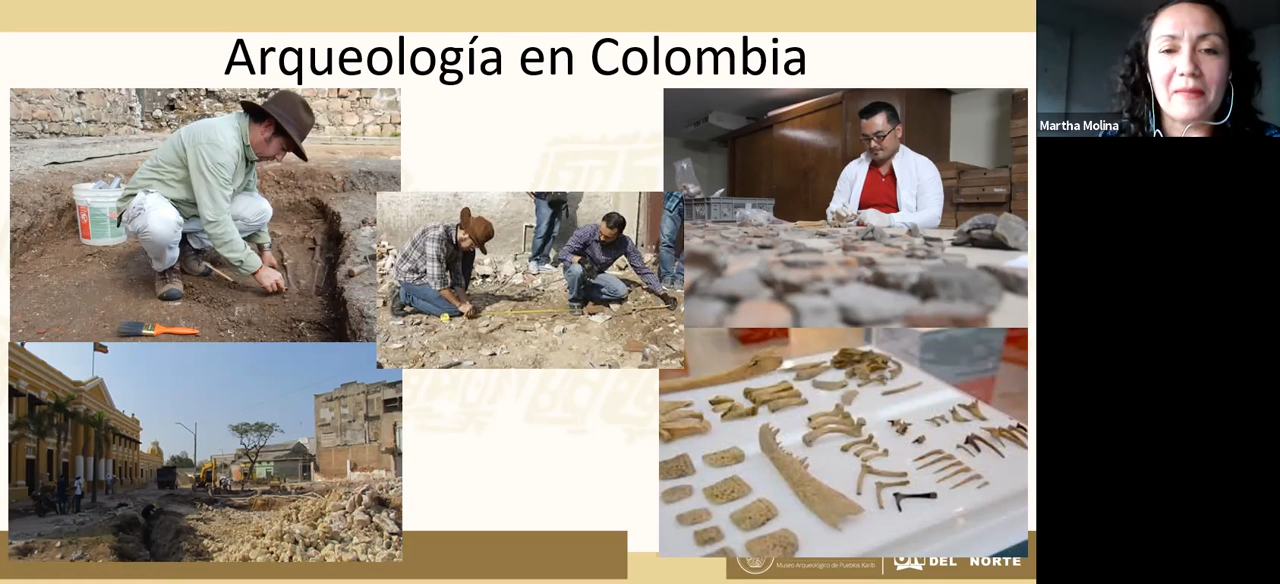 Arqueología en Colombia
Martha Molina
Museo Arqueológico de Pueblos Karib
DEL NORTE